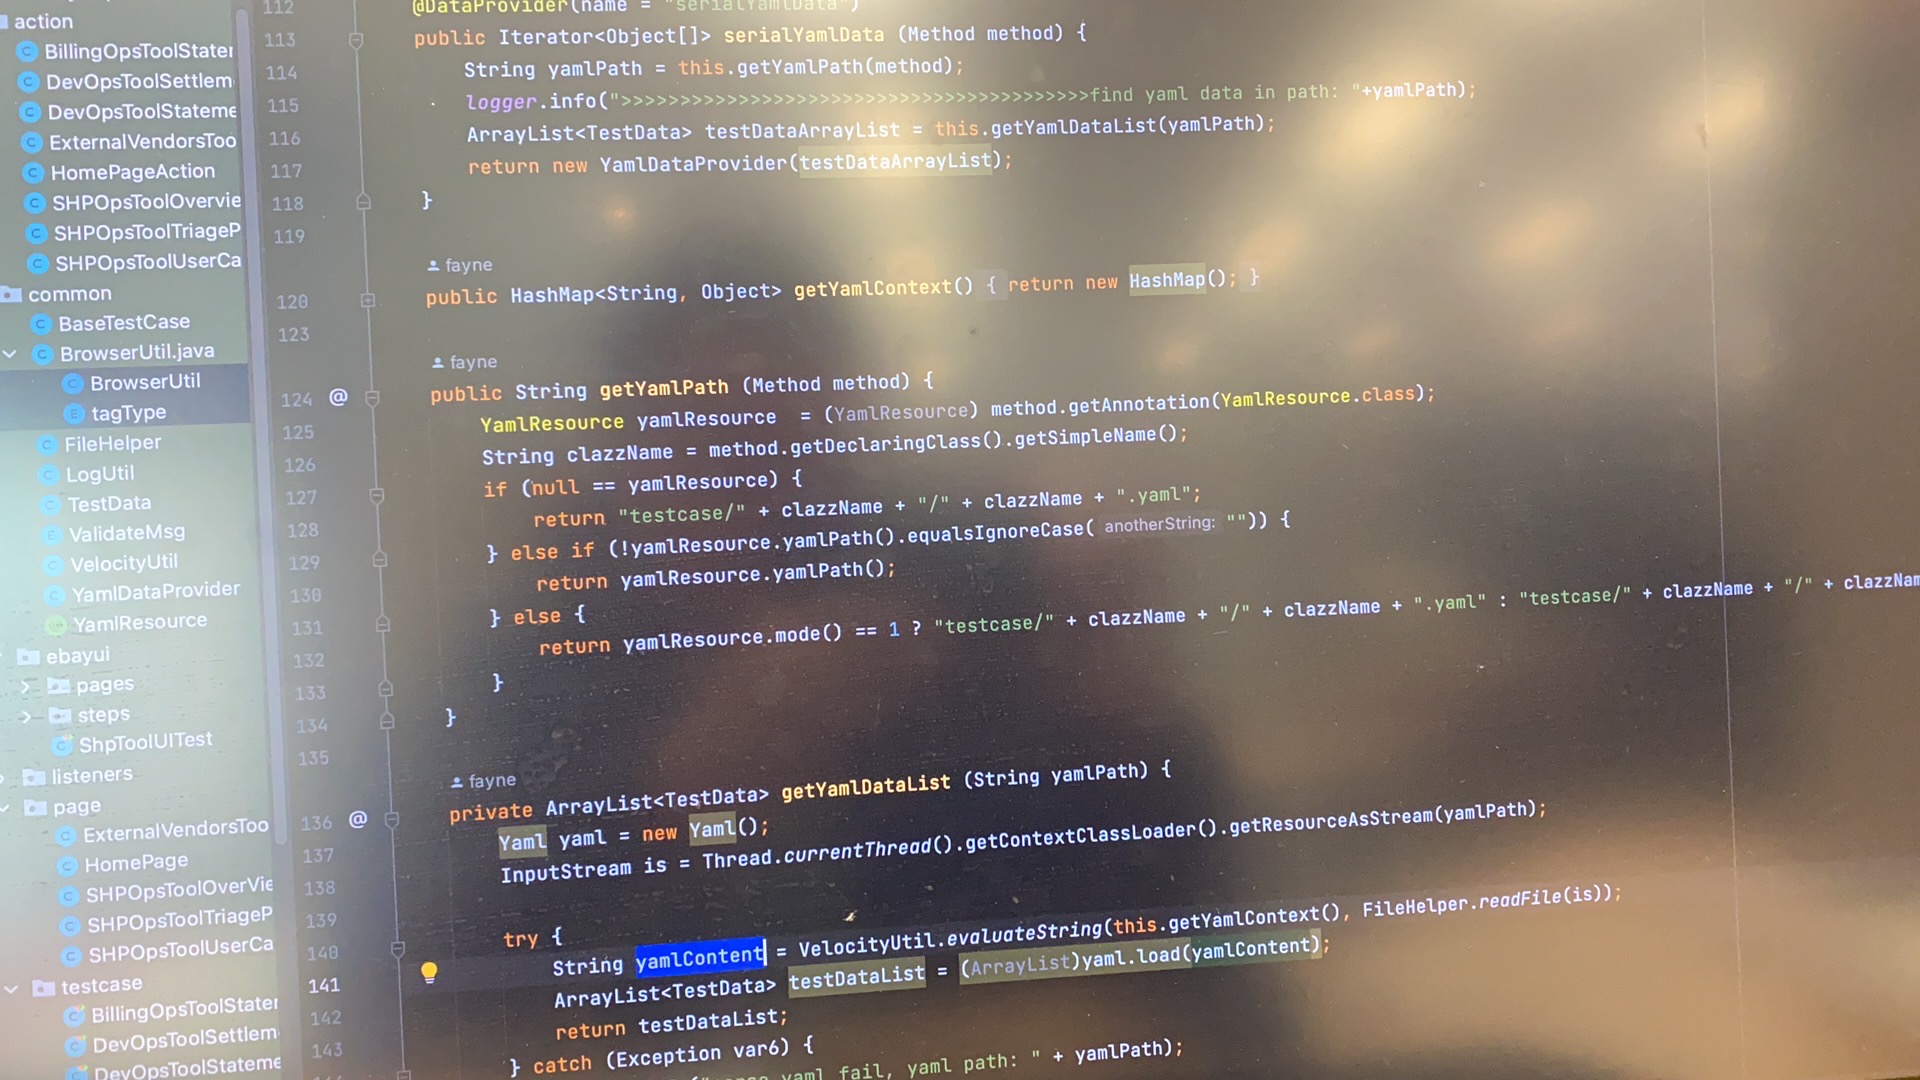 action
BillingOpsToolStater
DevOpsToolSettlem
DevOpsToolStateme
ExternalVendorsToo
HomePageAction
SHPOpsToolOvervie
SHPOpsToolTriageP
SHPOpsToolUserCa
common
BaseTestCase
BrowserUtil.java
BrowserUtil
tagType
FileHelper
LogUtil
TestData
ValidateMsg
VelocityUtil
YamlDataProvider
YamlResource
ebayui
pages
steps
ShpToolUITest
listeners
page
ExternalVendorsToo
HomePage
SHPOpsToolOverVie
SHPOpsToolTriageP
SHPOpsToolUserCa
testcase
BillingOpsToolStater
DevOpsToolSettlem
DevOpsToolStateme
112 @DataProvider(name = "serialYamlData")
113 public Iterator<Object[]> serialYamlData (Method method) {
114 String yamlPath = this.getYamlPath(method);
115 logger.info(">>>>>>>>>>>>>>>>>>>>>>>>>>>>>>>>>>>>>>>find yaml data in path: "+yamlPath);
116 ArrayList<TestData> testDataArrayList = this.getYamlDataList(yamlPath);
117 return new YamlDataProvider(testDataArrayList);
118 }
119
fayne
120 public HashMap<String, Object> getYamlContext() { return new HashMap(); }
123
fayne
124 @ public String getYamlPath (Method method) {
125 YamlResource yamlResource = (YamlResource) method.getAnnotation(YamlResource.class);
126 String clazzName = method.getDeclaringClass().getSimpleName();
127 if (null == yamlResource) {
128 return "testcase/" + clazzName + "/" + clazzName + ".yaml";
129 } else if (!yamlResource.yamlPath().equalsIgnoreCase( anotherString: "")) {
130 return yamlResource.yamlPath();
131 } else {
132 return yamlResource.mode() == 1 ? "testcase/" + clazzName + "/" + clazzName + ".yaml" : "testcase/" + clazzName + "/" + clazzNam
133 }
134 }
135
fayne
136 @ private ArrayList<TestData> getYamlDataList (String yamlPath) {
137 Yaml yaml = new Yaml();
138 InputStream is = Thread.currentThread().getContextClassLoader().getResourceAsStream(yamlPath);
139
140 try {
141 String yamlContent = VelocityUtil.evaluateString(this.getYamlContext(), FileHelper.readFile(is));
142 ArrayList<TestData> testDataList = (ArrayList)yaml.load(yamlContent);
143 return testDataList;
} catch (Exception var6) {
yaml fail, yaml path: " + yamlPath);